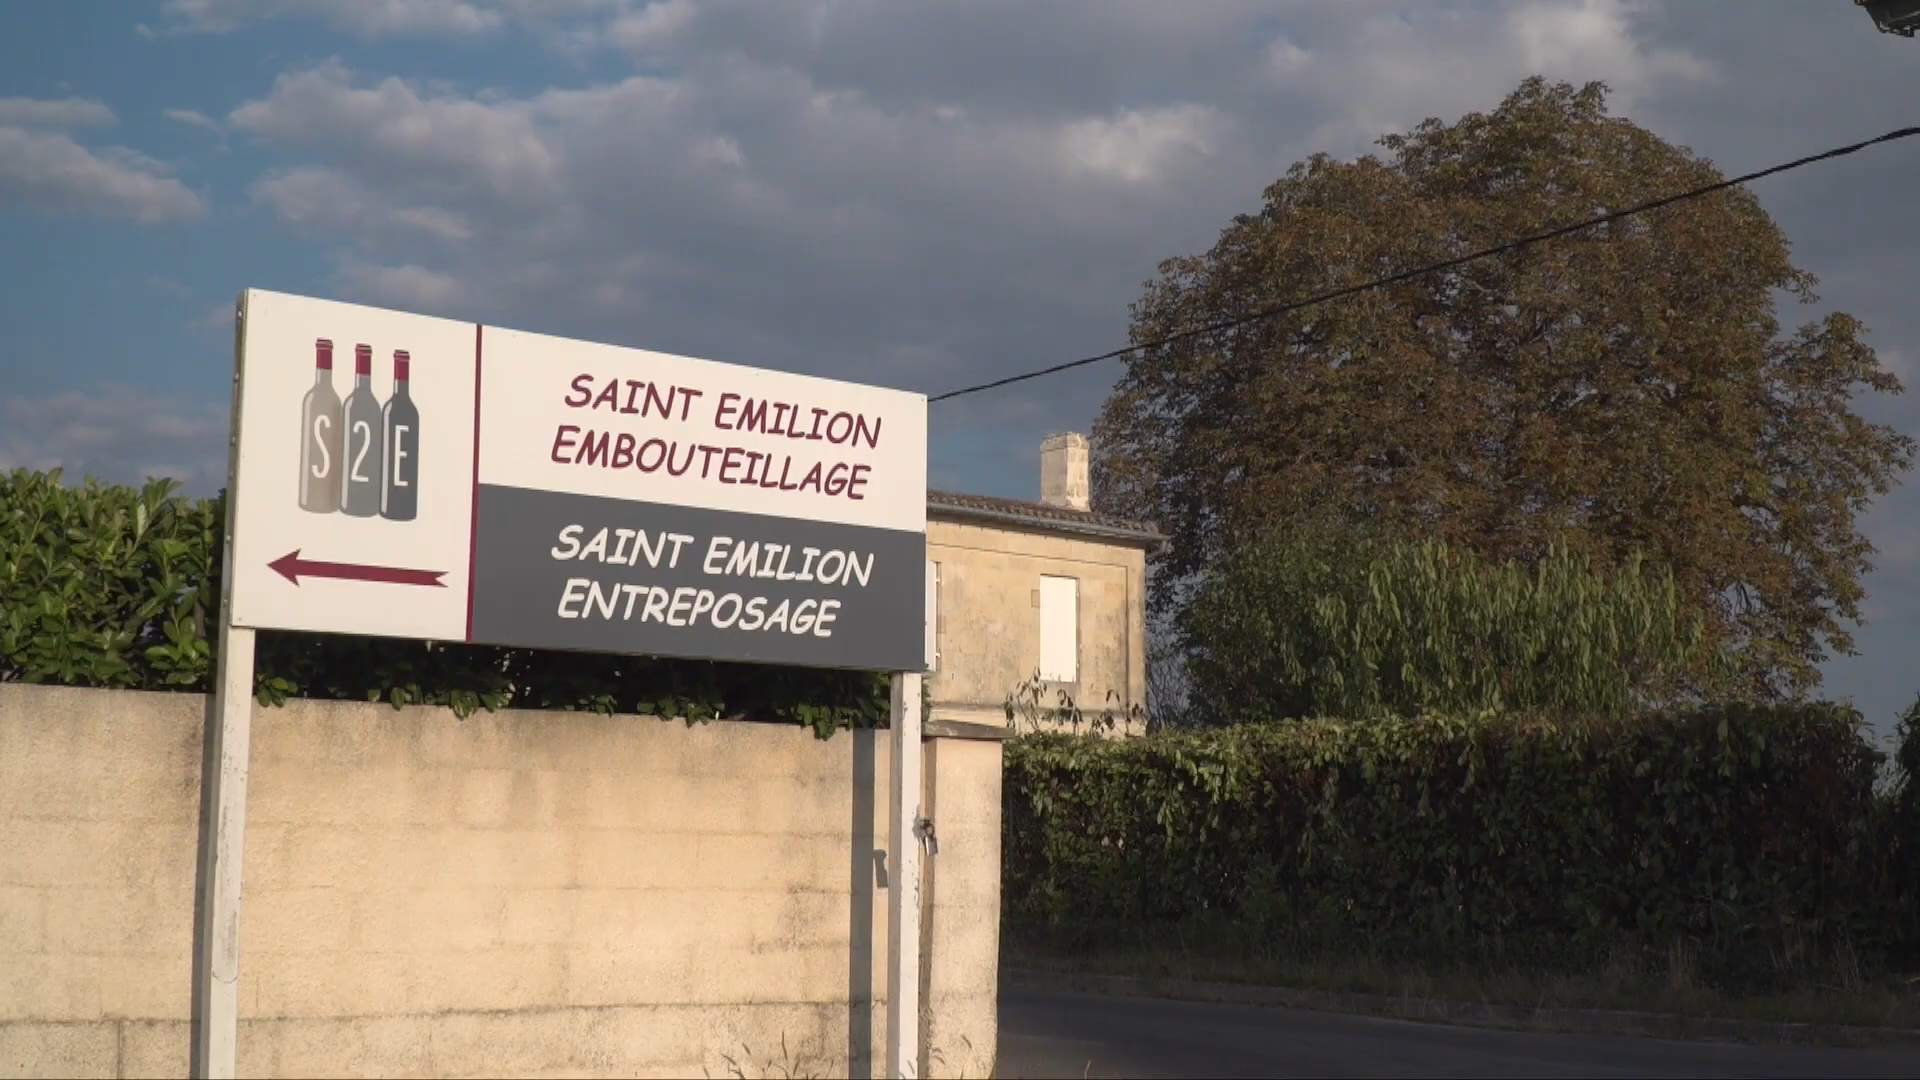 S2E
SAINT EMILION
EMBOUTEILLAGE
SAINT EMILION
ENTREPOSAGE